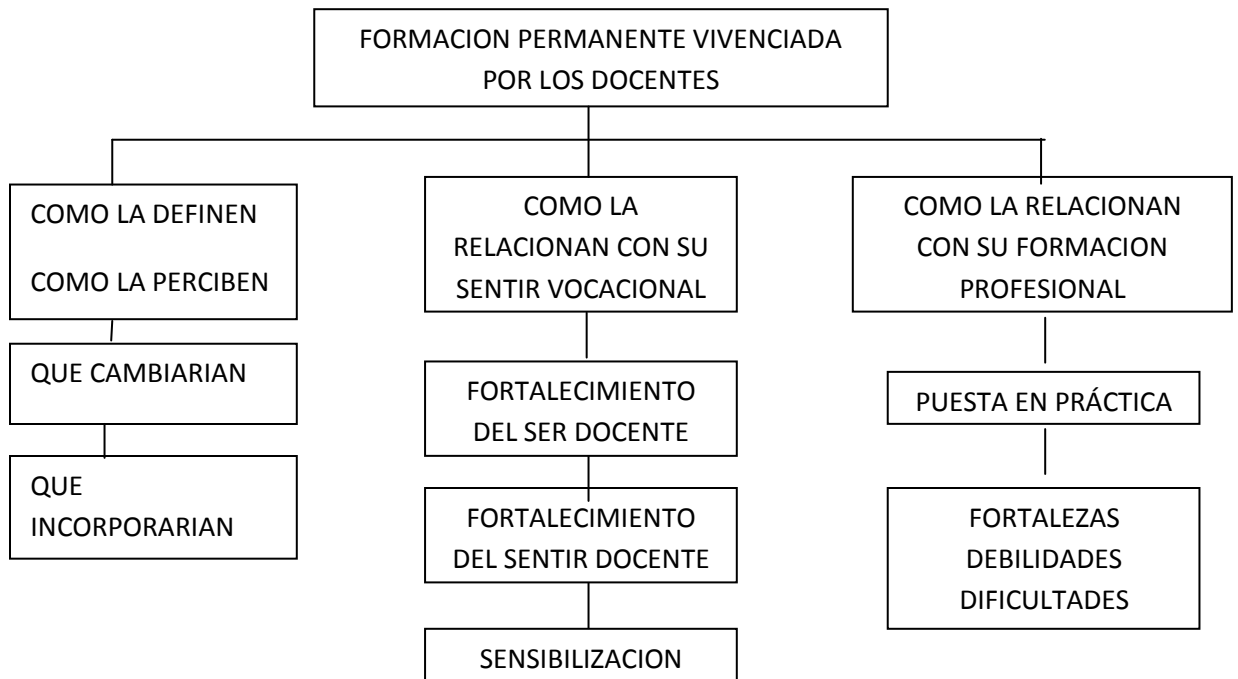 FORMACION PERMANENTE VIVENCIADA
POR LOS DOCENTES
COMO LA DEFINEN
COMO LA PERCIBEN
QUE CAMBIARIAN
QUE
INCORPORARIAN
COMO LA
RELACIONAN CON SU
SENTIR VOCACIONAL
FORTALECIMIENTO
DEL SER DOCENTE
FORTALECIMIENTO
DEL SENTIR DOCENTE
SENSIBILIZACION
COMO LA RELACIONAN
CON SU FORMACION
PROFESIONAL
PUESTA EN PRÁCTICA
FORTALEZAS
DEBILIDADES
DIFICULTADES